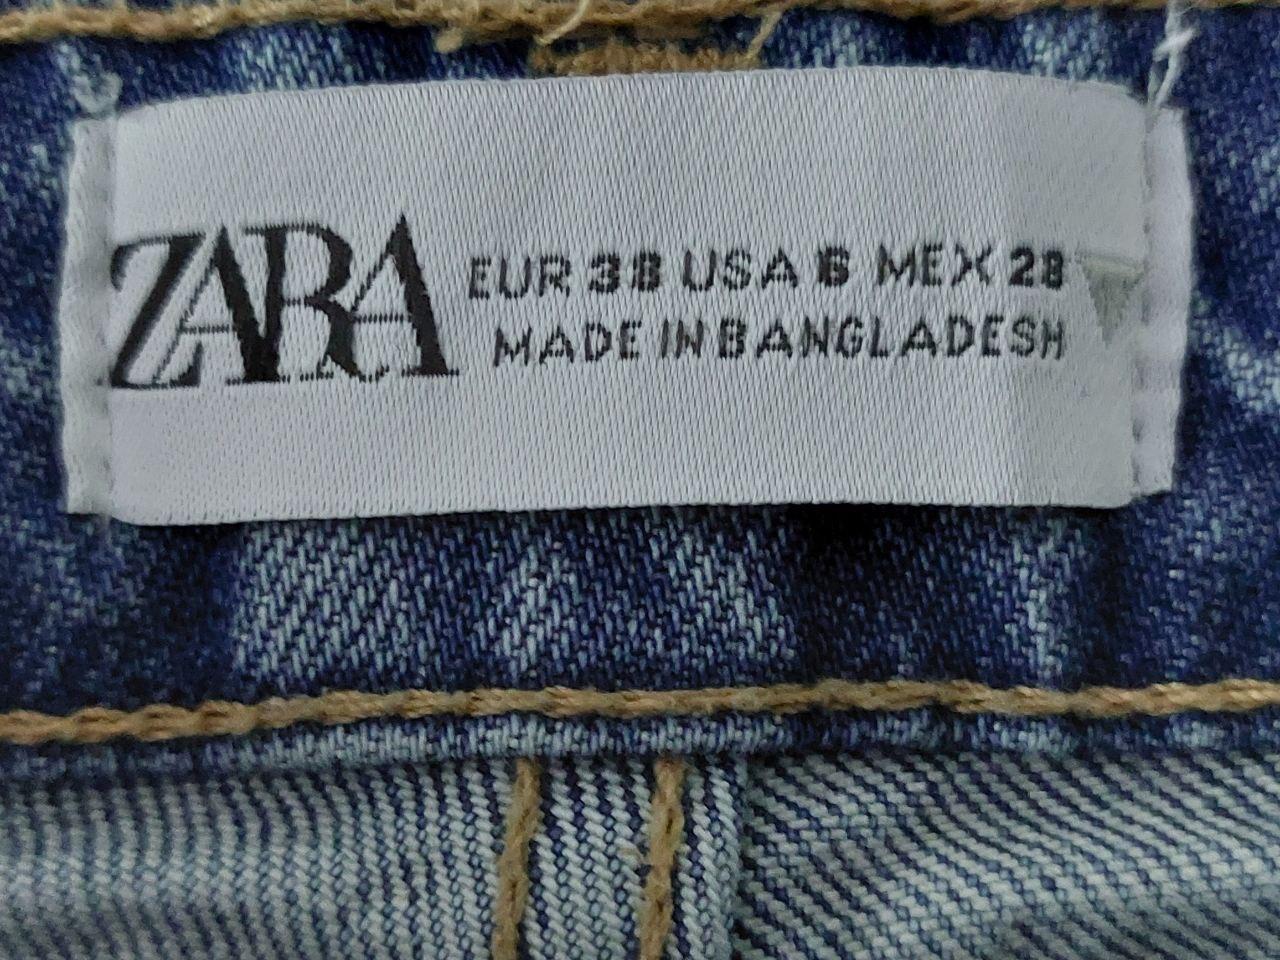 ZARA
EUR 38 USA 6 MEX 28
MADE IN BANGLADESH